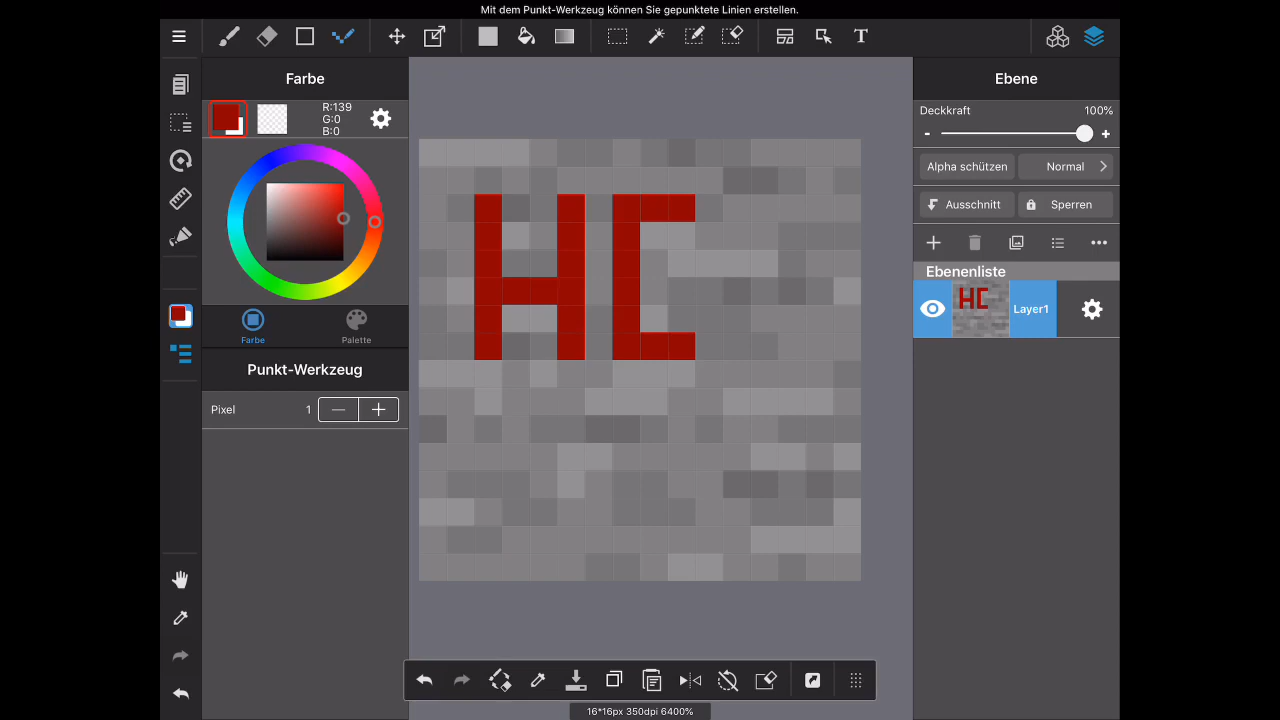 Mit dem Punkt-Werkzeug können Sie gepunktete Linien erstellen.
T
Farbe
R:139
G:0
B:0
Farbe
Palette
Punkt-Werkzeug
Pixel 1
HC
16*16px 350dpi 6400%
Ebene
Deckkraft 100%
Alpha schützen
Normal
Ausschnitt
Sperren
Ebenenliste
HC
Layer1